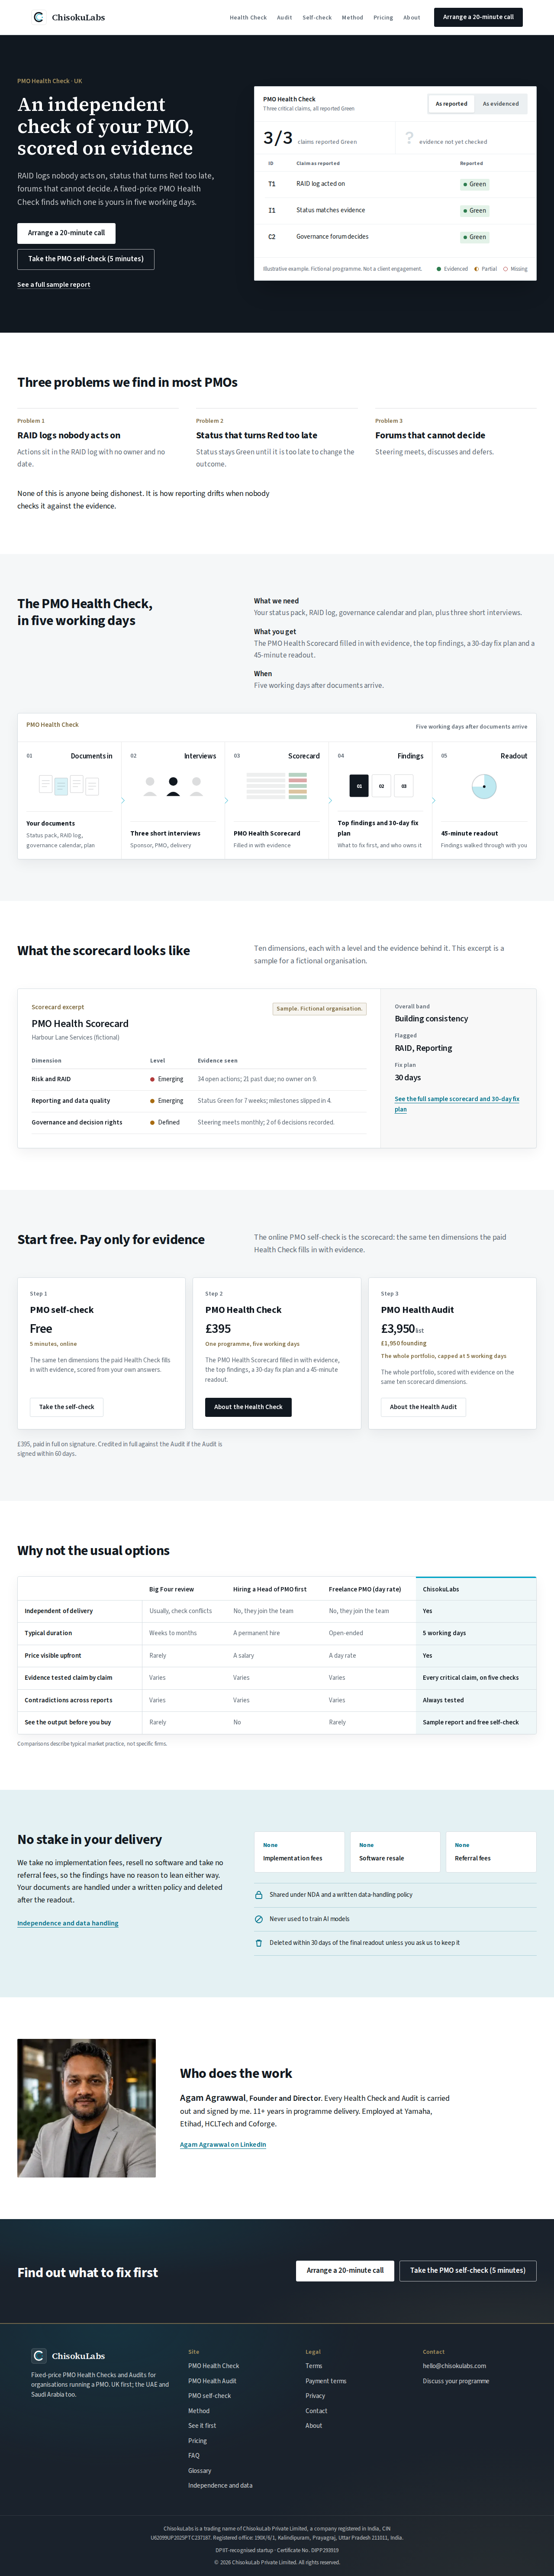 ChisokuLabs
Health Check
Audit
Self-check
Method
Pricing
About
Arrange a 20-minute call
PMO Health Check · UK
An independent
check of your PMO,
scored on evidence
RAID logs nobody acts on, status that turns Red too late,
forums that cannot decide. A fixed-price PMO Health
Check finds which one is yours in five working days.
Arrange a 20-minute call
Take the PMO self-check (5 minutes)
See a full sample report
PMO Health Check
Three critical claims, all reported Green
As reported
As evidenced
3/3 claims reported Green
? evidence not yet checked
ID Claim as reported Reported
T1 RAID log acted on Green
I1 Status matches evidence Green
C2 Governance forum decides Green
Illustrative example. Fictional programme. Not a client engagement.
Evidenced
Partial
Missing
Three problems we find in most PMOs
Problem 1
RAID logs nobody acts on
Actions sit in the RAID log with no owner and no
date.
Problem 2
Status that turns Red too late
Status stays Green until it is too late to change the
outcome.
Problem 3
Forums that cannot decide
Steering meets, discusses and defers.
None of this is anyone being dishonest. It is how reporting drifts when nobody
checks it against the evidence.
The PMO Health Check,
in five working days
What we need
Your status pack, RAID log, governance calendar and plan, plus three short interviews.
What you get
The PMO Health Scorecard filled in with evidence, the top findings, a 30-day fix plan and a
45-minute readout.
When
Five working days after documents arrive.
PMO Health Check
Five working days after documents arrive
01 Documents in
Your documents
Status pack, RAID log,
governance calendar, plan
02 Interviews
Three short interviews
Sponsor, PMO, delivery
03 Scorecard
PMO Health Scorecard
Filled in with evidence
04 Findings
01 02 03
Top findings and 30-day fix
plan
What to fix first, and who owns it
05 Readout
45-minute readout
Findings walked through with you
What the scorecard looks like
Ten dimensions, each with a level and the evidence behind it. This excerpt is a
sample for a fictional organisation.
Scorecard excerpt
Sample. Fictional organisation.
PMO Health Scorecard
Harbour Lane Services (fictional)
Dimension Level Evidence seen
Risk and RAID Emerging 34 open actions; 21 past due; no owner on 9.
Reporting and data quality Emerging Status Green for 7 weeks; milestones slipped in 4.
Governance and decision rights Defined Steering meets monthly; 2 of 6 decisions recorded.
Overall band
Building consistency
Flagged
RAID, Reporting
Fix plan
30 days
See the full sample scorecard and 30-day fix
plan
Start free. Pay only for evidence
The online PMO self-check is the scorecard: the same ten dimensions the paid
Health Check fills in with evidence.
Step 1
PMO self-check
Free
5 minutes, online
The same ten dimensions the paid Health Check fills
in with evidence, scored from your own answers.
Take the self-check
Step 2
PMO Health Check
£395
One programme, five working days
The PMO Health Scorecard filled in with evidence,
the top findings, a 30-day fix plan and a 45-minute
readout.
About the Health Check
Step 3
PMO Health Audit
£3,950 list
£1,950 founding
The whole portfolio, capped at 5 working days
The whole portfolio, scored with evidence on the
same ten scorecard dimensions.
About the Health Audit
£395, paid in full on signature. Credited in full against the Audit if the Audit is
signed within 60 days.
Why not the usual options
Big Four review Hiring a Head of PMO first Freelance PMO (day rate) ChisokuLabs
Independent of delivery Usually, check conflicts No, they join the team No, they join the team Yes
Typical duration Weeks to months A permanent hire Open-ended 5 working days
Price visible upfront Rarely A salary A day rate Yes
Evidence tested claim by claim Varies Varies Varies Every critical claim, on five checks
Contradictions across reports Varies Varies Varies Always tested
See the output before you buy Rarely No Rarely Sample report and free self-check
Comparisons describe typical market practice, not specific firms.
No stake in your delivery
We take no implementation fees, resell no software and take no
referral fees, so the findings have no reason to lean either way.
Your documents are handled under a written policy and deleted
after the readout.
Independence and data handling
None
Implementation fees
None
Software resale
None
Referral fees
Shared under NDA and a written data-handling policy
Never used to train AI models
Deleted within 30 days of the final readout unless you ask us to keep it
Who does the work
Agam Agrawwal, Founder and Director. Every Health Check and Audit is carried
out and signed by me. 11+ years in programme delivery. Employed at Yamaha,
Etihad, HCLTech and Coforge.
Agam Agrawwal on LinkedIn
Find out what to fix first
Arrange a 20-minute call
Take the PMO self-check (5 minutes)
ChisokuLabs
Fixed-price PMO Health Checks and Audits for
organisations running a PMO. UK first; the UAE and
Saudi Arabia too.
Site
PMO Health Check
PMO Health Audit
PMO self-check
Method
See it first
Pricing
FAQ
Glossary
Independence and data
Legal
Terms
Payment terms
Privacy
Contact
About
Contact
hello@chisokulabs.com
Discuss your programme
ChisokuLabs is a trading name of ChisokuLab Private Limited, a company registered in India, CIN
U62099UP2025PTC237187. Registered office: 190X/6/1, Kalindipuram, Prayagraj, Uttar Pradesh 211011, India.
DPIIT-recognised startup · Certificate No. DIPP293919
© 2026 ChisokuLab Private Limited. All rights reserved.